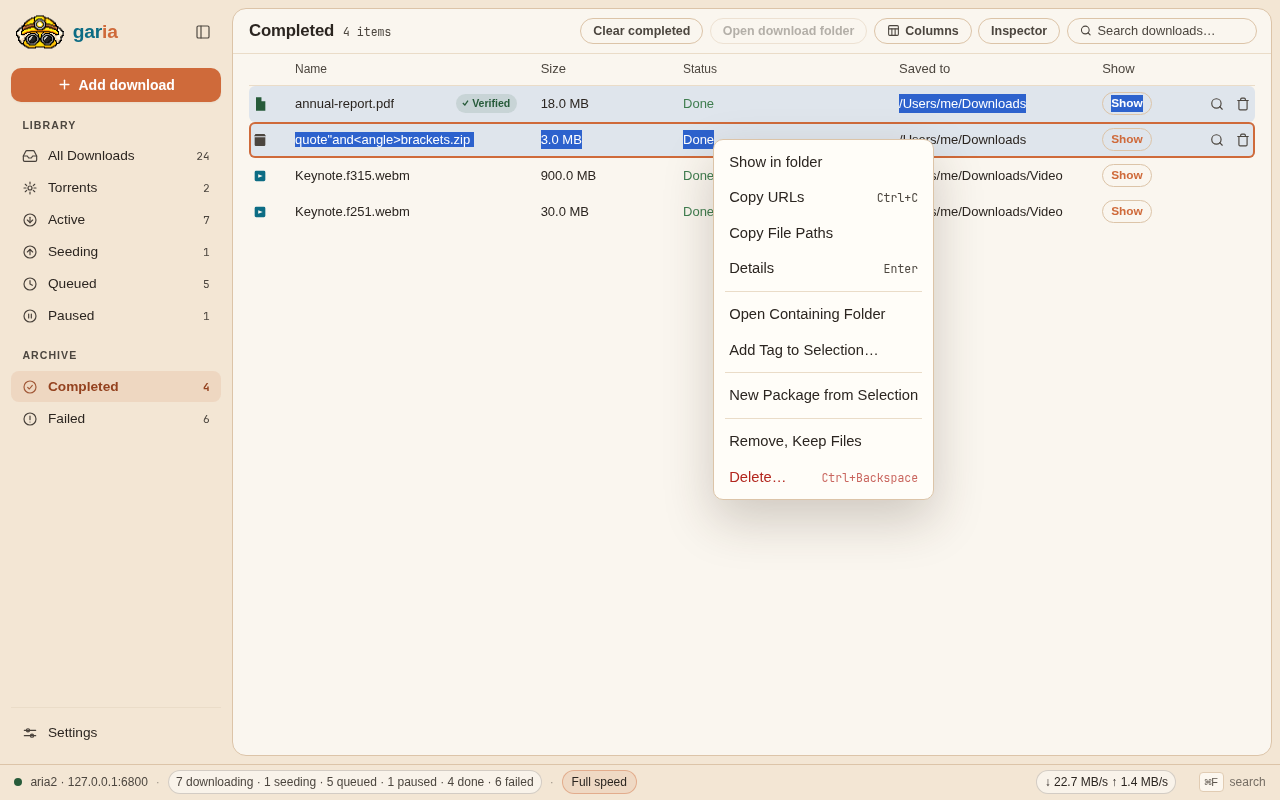 garia
Add download
LIBRARY
All Downloads 24
Torrents 2
Active 7
Seeding 1
Queued 5
Paused 1
ARCHIVE
Completed 4
Failed 6
Settings
Completed 4 items
Clear completed
Open download folder
Columns
Inspector
Search downloads…
Name Size Status Saved to Show
annual-report.pdf Verified 18.0 MB Done /Users/me/Downloads Show
quote"and<angle>brackets.zip 3.0 MB Done /Users/me/Downloads Show
Keynote.f315.webm 900.0 MB Done s/me/Downloads/Video Show
Keynote.f251.webm 30.0 MB Done s/me/Downloads/Video Show
Show in folder
Copy URLs Ctrl+C
Copy File Paths
Details Enter
Open Containing Folder
Add Tag to Selection…
New Package from Selection
Remove, Keep Files
Delete… Ctrl+Backspace
aria2 · 127.0.0.1:6800 · 7 downloading · 1 seeding · 5 queued · 1 paused · 4 done · 6 failed · Full speed
↓ 22.7 MB/s ↑ 1.4 MB/s
⌘F search